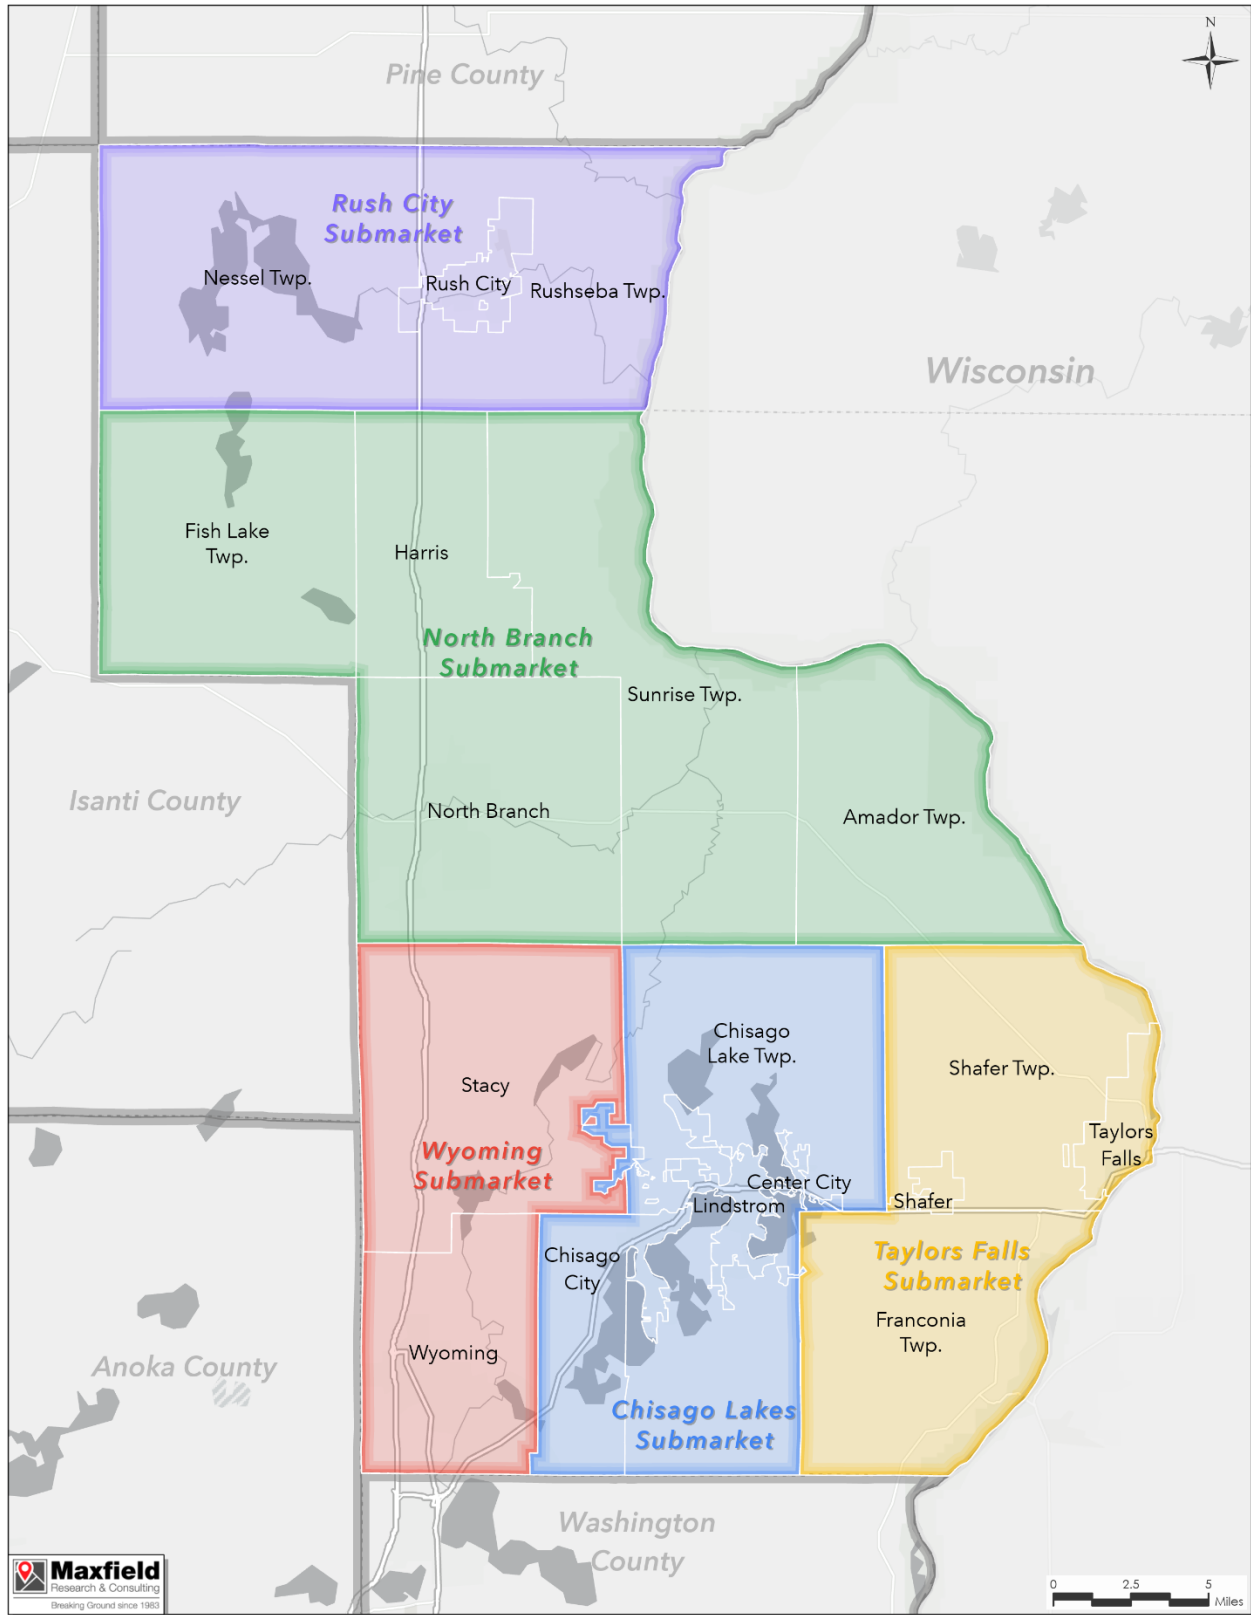 N
Pine County
Rush City
Submarket
Nessel Twp.
Rush City
Rushseba Twp.
Wisconsin
Fish Lake
Twp.
Harris
North Branch
Submarket
Sunrise Twp.
Isanti County
North Branch
Amador Twp.
Chisago
Lake Twp.
Stacy
Shafer Twp.
Taylors
Falls
Wyoming
Submarket
Center City
Lindstrom
Shafer
Chisago
City
Taylors Falls
Submarket
Franconia
Twp.
Wyoming
Anoka County
Chisago Lakes
Submarket
Washington
County
Maxfield
Research & Consulting
Breaking Ground since 1983
0 2.5 5
Miles